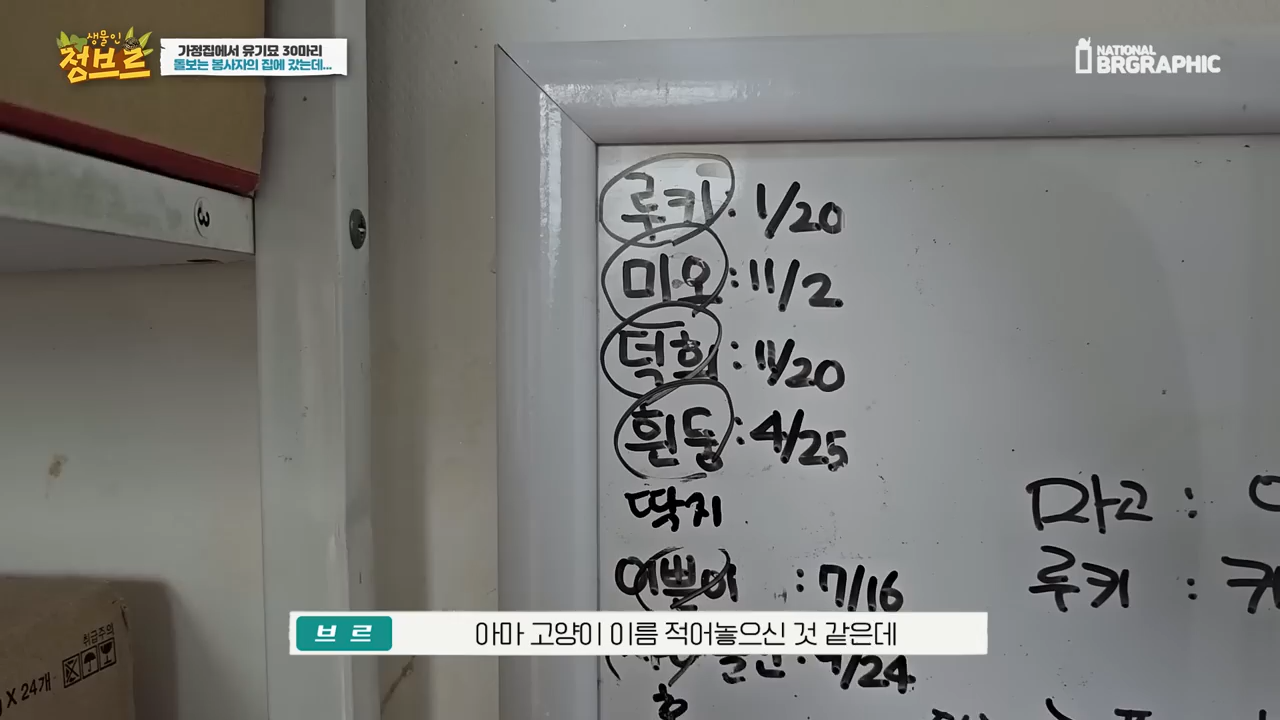 생물인
정브르
가정집에서 유기묘 30마리
돌보는 봉사자의 집에 갔는데...
NATIONAL
BRGRAPHIC
3
루키: 1/20
미오: 11/2
덕희: 11/20
흰둥: 4/25
딱지
이쁜이 : 7/16
/24
마고 :
루키 :
취급주의
X 24개
브르
아마 고양이 이름 적어놓으신 것 같은데